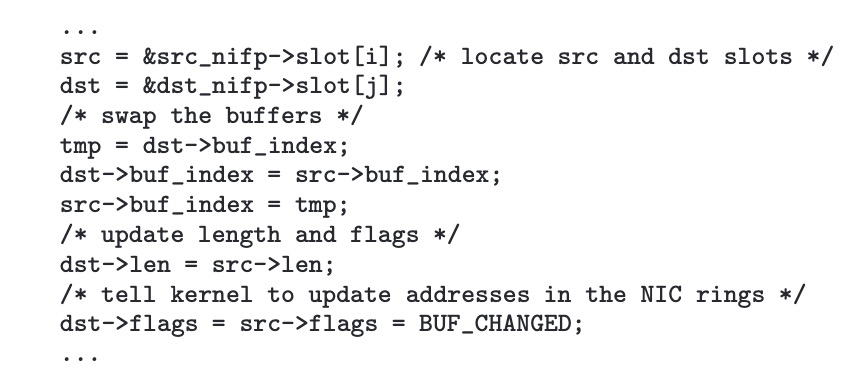 ...
src = &src_nifp->slot[i]; /* locate src and dst slots */
dst = &dst_nifp->slot[j];
/* swap the buffers */
tmp = dst->buf_index;
dst->buf_index = src->buf_index;
src->buf_index = tmp;
/* update length and flags */
dst->len = src->len;
/* tell kernel to update addresses in the NIC rings */
dst->flags = src->flags = BUF_CHANGED;
...